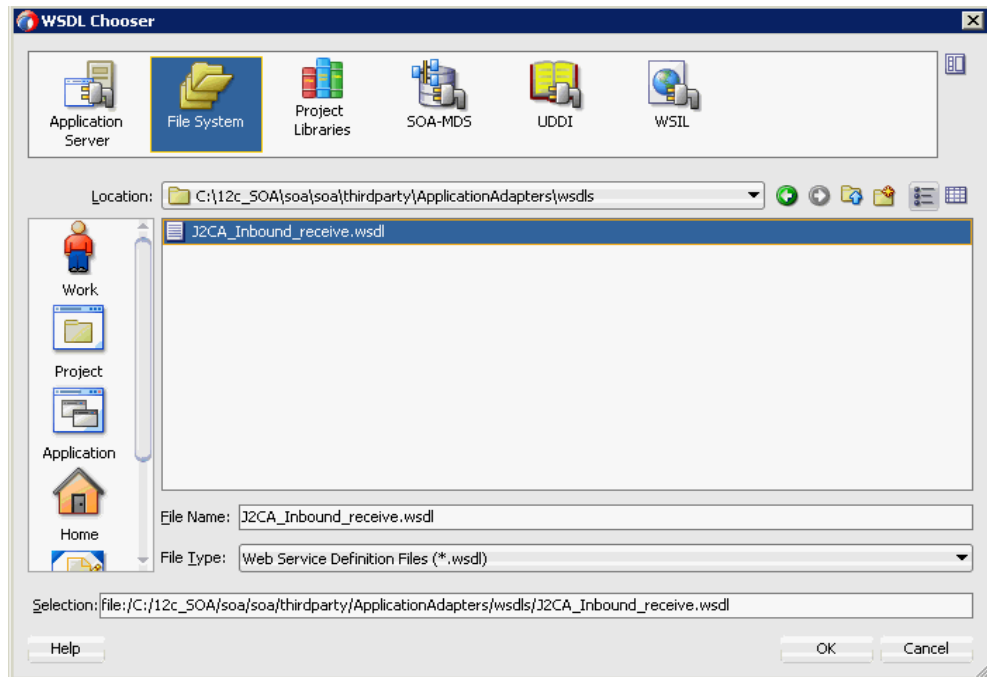 WSDL Chooser
Application
Server
File System
Project
Libraries
SOA-MDS
UDDI
WSIL
Location: C:\12c_SOA\soa\soa\thirdparty\ApplicationAdapters\wsdls
J2CA_Inbound_receive.wsdl
Work
Project
Application
Home
File Name: J2CA_Inbound_receive.wsdl
File Type: Web Service Definition Files (*.wsdl)
Selection: file:/C:/12c_SOA/soa/soa/thirdparty/ApplicationAdapters/wsdls/J2CA_Inbound_receive.wsdl
Help OK Cancel